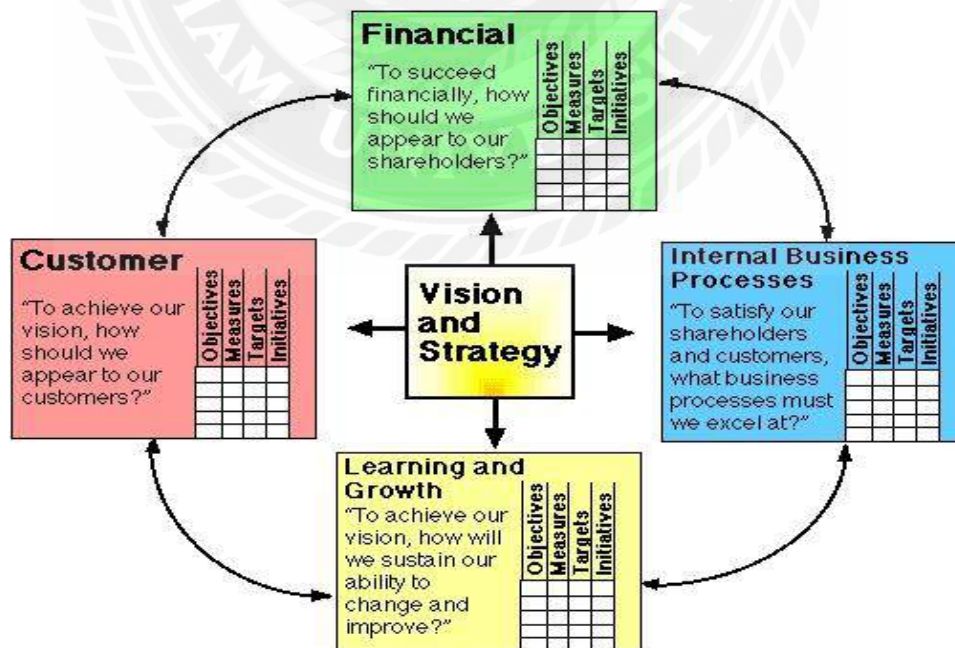 Financial
"To succeed
financially, how
should we
appear to our
shareholders?"
Objectives
Measures
Targets
Initiatives
Customer
"To achieve our
vision, how
should we
appear to our
customers?"
Objectives
Measures
Targets
Initiatives
Vision
and
Strategy
Internal Business
Processes
"To satisfy our
shareholders
and customers,
what business
processes must
we excel at?"
Objectives
Measures
Targets
Initiatives
Learning and
Growth
"To achieve our
vision, how will
we sustain our
ability to
change and
improve?"
Objectives
Measures
Targets
Initiatives